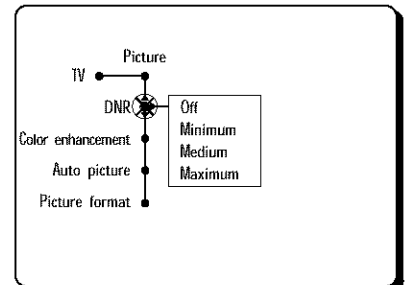 Picture
TV
DNR
Off
Minimum
Medium
Maximum
Color enhancement
Auto picture
Picture format